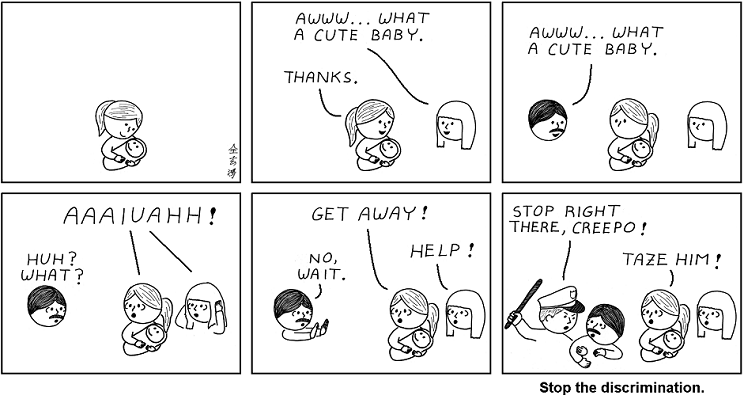 AWWW... WHAT
A CUTE BABY.
THANKS.
AWWW... WHAT
A CUTE BABY.
AAAIUAHH!
HUH?
WHAT?
GET AWAY!
NO,
WAIT.
HELP!
STOP RIGHT
THERE, CREEPO!
TAZE HIM!
Stop the discrimination.